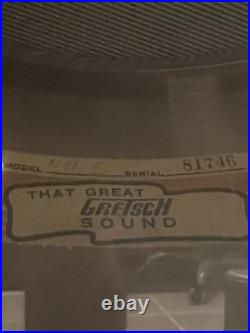 MODEL SERIAL 81746
THAT GREAT
GRETSCH
SOUND